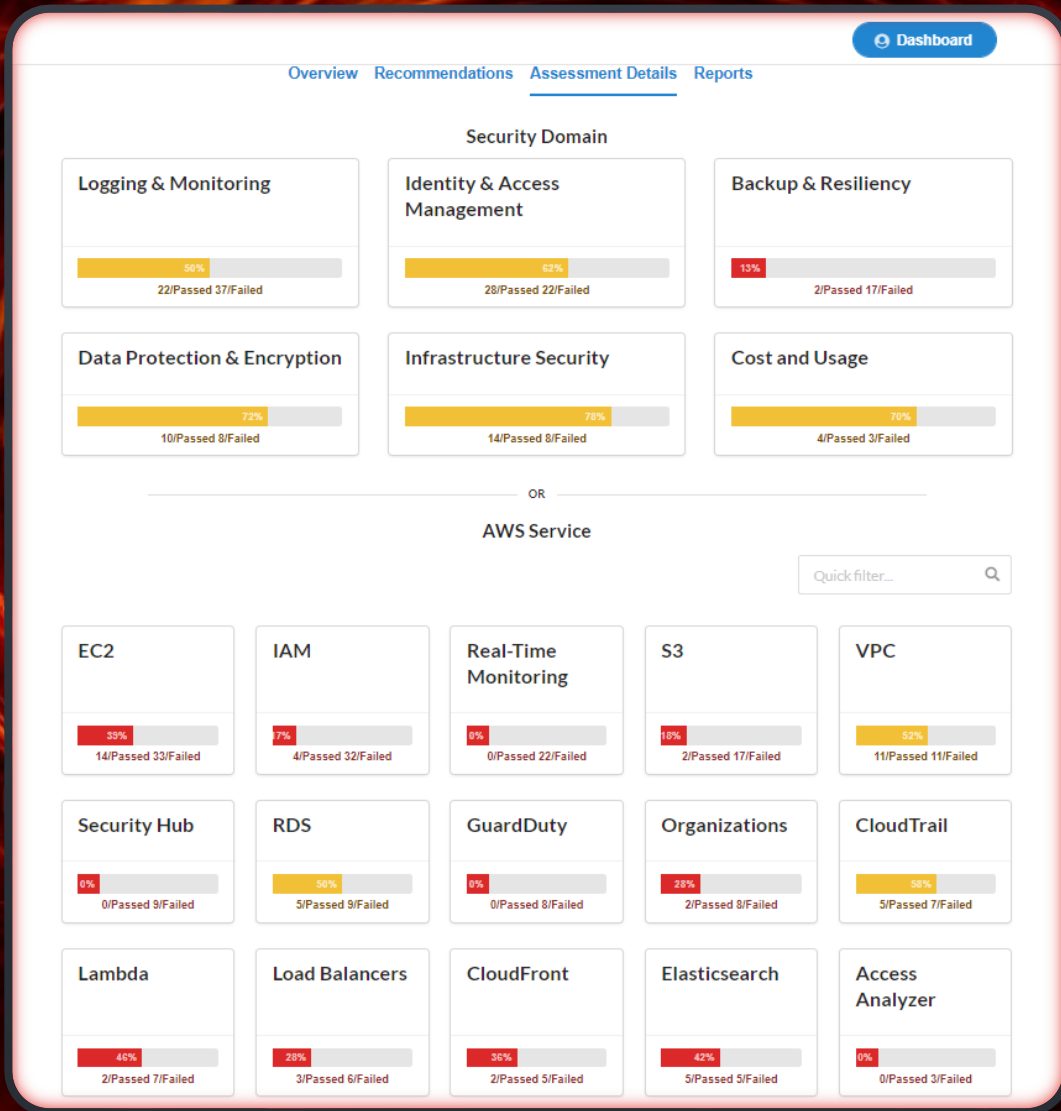 Dashboard
Overview Recommendations Assessment Details Reports
Security Domain
Logging & Monitoring
50%
22/Passed 37/Failed
Identity & Access
Management
62%
28/Passed 22/Failed
Backup & Resiliency
13%
2/Passed 17/Failed
Data Protection & Encryption
72%
10/Passed 8/Failed
Infrastructure Security
78%
14/Passed 8/Failed
Cost and Usage
70%
4/Passed 3/Failed
OR
AWS Service
Quick filter...
EC2
39%
14/Passed 33/Failed
IAM
17%
4/Passed 32/Failed
Real-Time
Monitoring
0%
0/Passed 22/Failed
S3
18%
2/Passed 17/Failed
VPC
52%
11/Passed 11/Failed
Security Hub
0%
0/Passed 9/Failed
RDS
50%
5/Passed 9/Failed
GuardDuty
0%
0/Passed 8/Failed
Organizations
28%
2/Passed 8/Failed
CloudTrail
58%
5/Passed 7/Failed
Lambda
46%
2/Passed 7/Failed
Load Balancers
28%
3/Passed 6/Failed
CloudFront
36%
2/Passed 5/Failed
Elasticsearch
42%
5/Passed 5/Failed
Access
Analyzer
0%
0/Passed 3/Failed